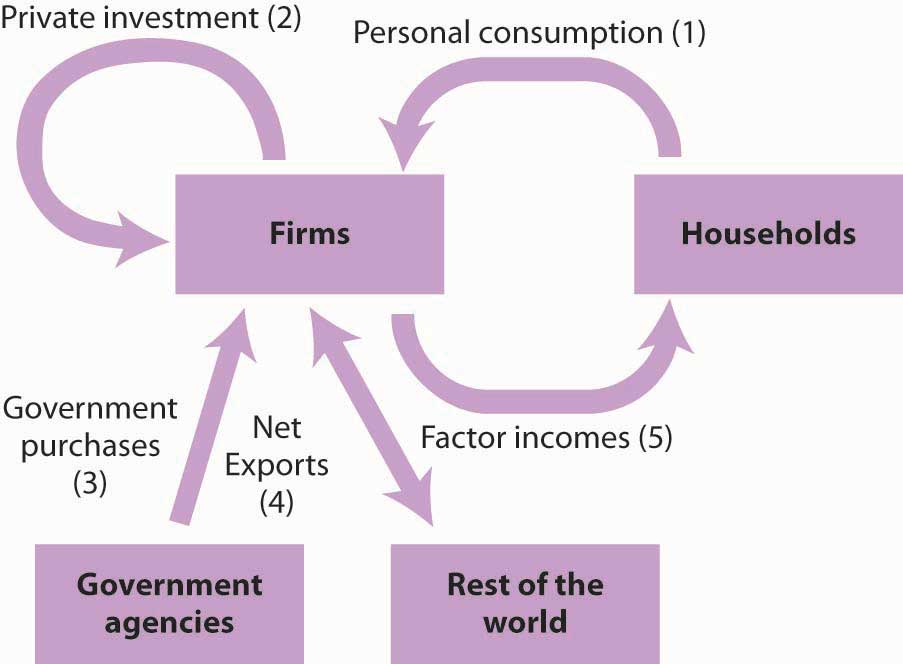 Private investment (2)
Personal consumption (1)
Firms
Households
Government
purchases
(3)
Net
Exports
(4)
Factor incomes (5)
Government
agencies
Rest of the
world